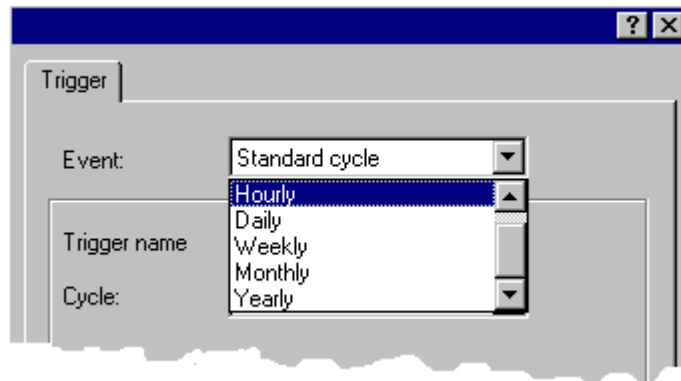 Trigger
Event: Standard cycle
Hourly
Daily
Trigger name
Weekly
Monthly
Cycle:
Yearly